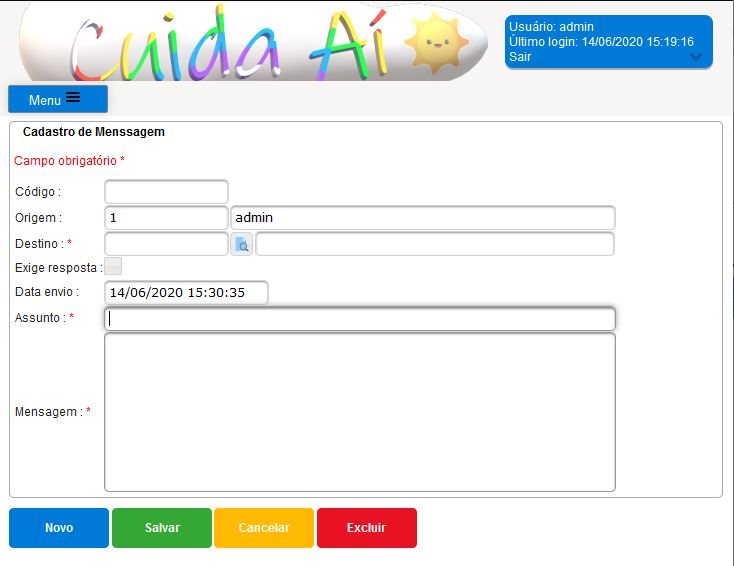 Cuida Aí
Usuário: admin
Último login: 14/06/2020 15:19:16
Sair
Menu
Cadastro de Menssagem
Campo obrigatório *
Código :
Origem : 1 admin
Destino : *
Exige resposta :
Data envio : 14/06/2020 15:30:35
Assunto : *
Mensagem : *
Novo Salvar Cancelar Excluir